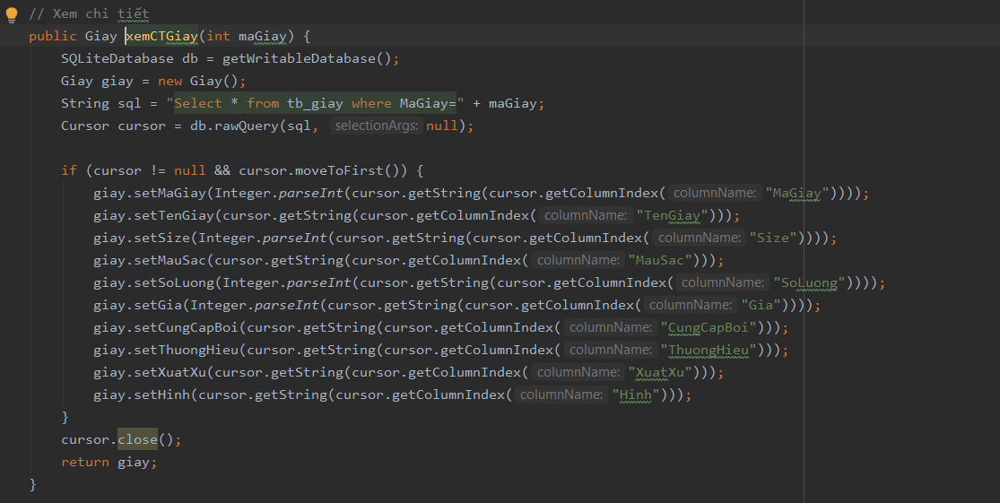 // Xem chi tiết
public Giay xemCTGiay(int maGiay) {
SQLiteDatabase db = getWritableDatabase();
Giay giay = new Giay();
String sql = "Select * from tb_giay where MaGiay=" + maGiay;
Cursor cursor = db.rawQuery(sql, selectionArgs: null);
if (cursor != null && cursor.moveToFirst()) {
giay.setMaGiay(Integer.parseInt(cursor.getString(cursor.getColumnIndex( columnName: "MaGiay"))));
giay.setTenGiay(cursor.getString(cursor.getColumnIndex( columnName: "TenGiay")));
giay.setSize(Integer.parseInt(cursor.getString(cursor.getColumnIndex( columnName: "Size"))));
giay.setMauSac(cursor.getString(cursor.getColumnIndex( columnName: "MauSac")));
giay.setSoLuong(Integer.parseInt(cursor.getString(cursor.getColumnIndex( columnName: "SoLuong"))));
giay.setGia(Integer.parseInt(cursor.getString(cursor.getColumnIndex( columnName: "Gia"))));
giay.setCungCapBoi(cursor.getString(cursor.getColumnIndex( columnName: "CungCapBoi")));
giay.setThuongHieu(cursor.getString(cursor.getColumnIndex( columnName: "ThuongHieu")));
giay.setXuatXu(cursor.getString(cursor.getColumnIndex( columnName: "XuatXu")));
giay.setHinh(cursor.getString(cursor.getColumnIndex( columnName: "Hinh")));
}
cursor.close();
return giay;
}